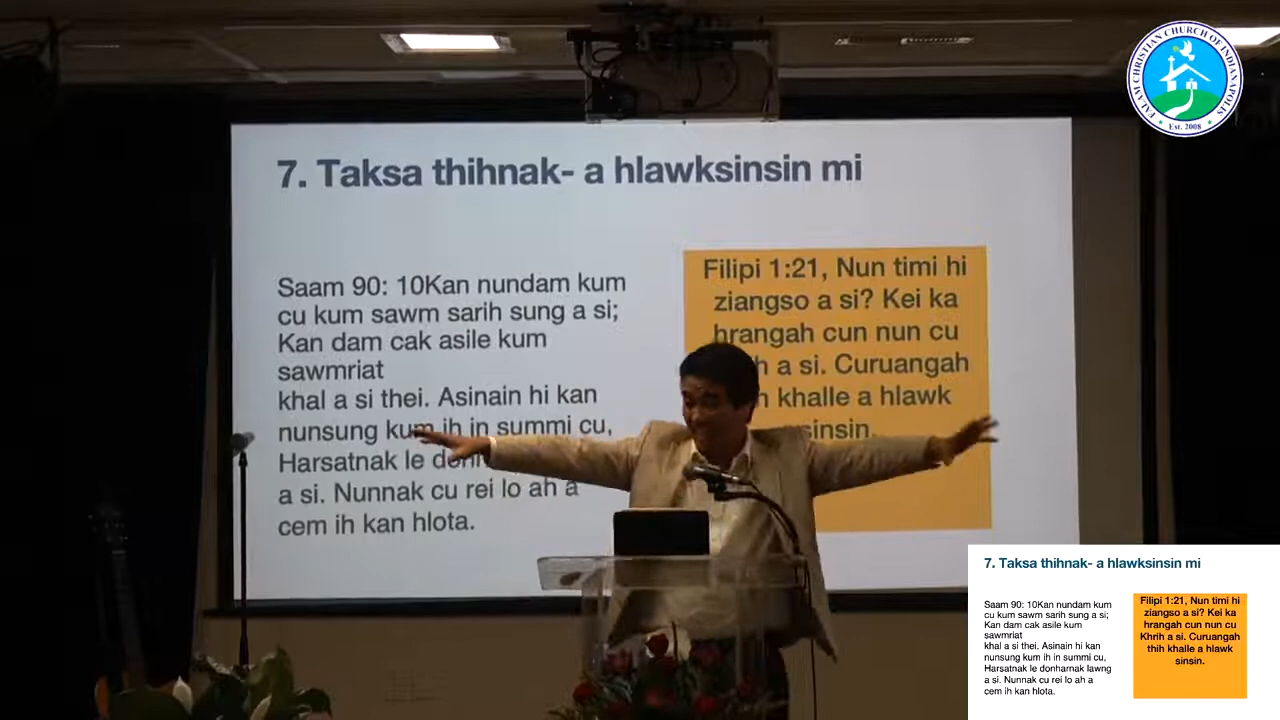 FALAM CHRISTIAN CHURCH OF INDIANAPOLIS
Est. 2008
7. Taksa thihnak- a hlawksinsin mi
Saam 90: 10Kan nundam kum
cu kum sawm sarih sung a si;
Kan dam cak asile kum
sawmriat
khal a si thei. Asinain hi kan
nunsung kum ih in summi cu,
Harsatnak le
a si. Nunnak cu rei lo ah a
cem ih kan hlota.
Filipi 1:21, Nun timi hi
ziangso a si? Kei ka
hrangah cun nun cu
a si. Curuangah
khalle a hlawk
sinsin.
7. Taksa thihnak- a hlawksinsin mi
Saam 90: 10Kan nundam kum
cu kum sawm sarih sung a si;
Kan dam cak asile kum
sawmriat
khal a si thei. Asinain hi kan
nunsung kum ih in summi cu,
Harsatnak le donharnak lawng
a si. Nunnak cu rei lo ah a
cem ih kan hlota.
Filipi 1:21, Nun timi hi
ziangso a si? Kei ka
hrangah cun nun cu
Khrih a si. Curuangah
thih khalle a hlawk
sinsin.